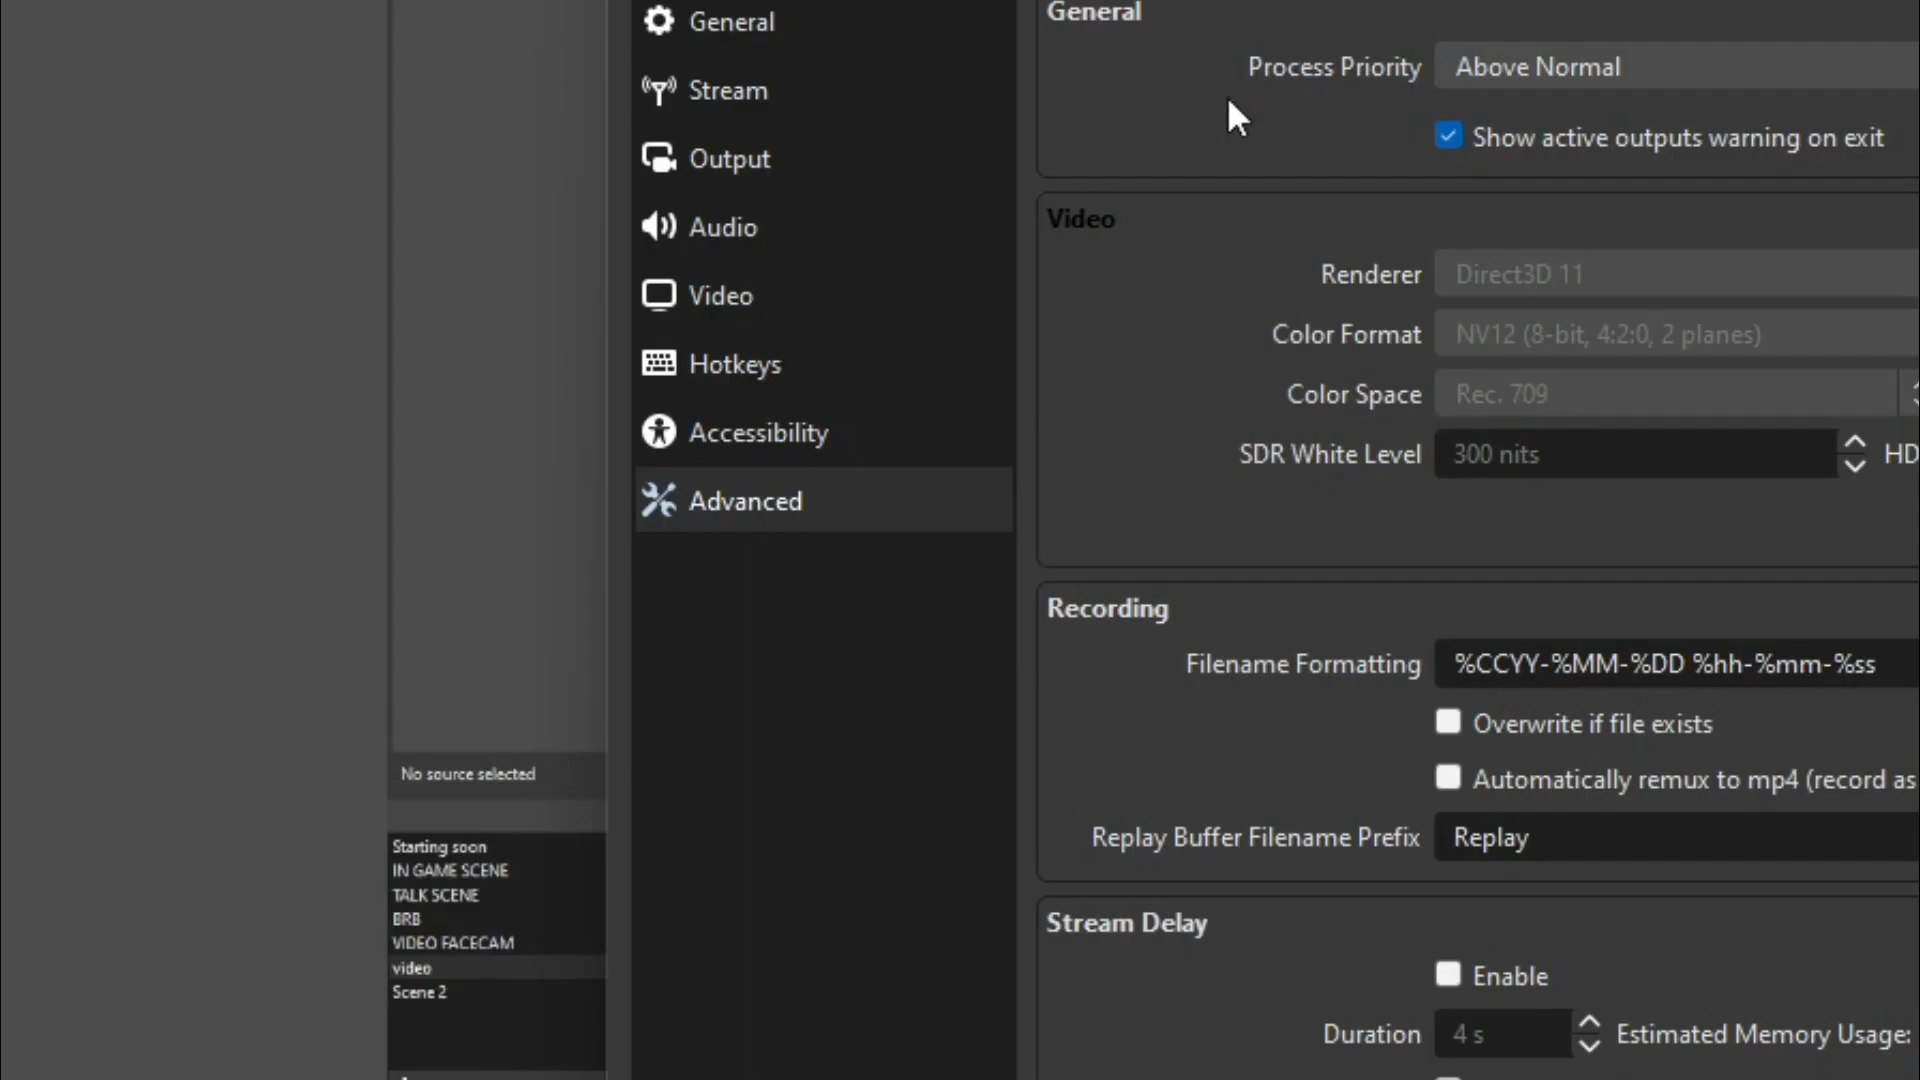 General
Stream
Output
Audio
Video
Hotkeys
Accessibility
Advanced
General
Process Priority Above Normal
Show active outputs warning on exit
Video
Renderer Direct3D 11
Color Format NV12 (8-bit, 4:2:0, 2 planes)
Color Space Rec. 709
SDR White Level 300 nits HD
Recording
Filename Formatting %CCYY-%MM-%DD %hh-%mm-%ss
Overwrite if file exists
Automatically remux to mp4 (record as
Replay Buffer Filename Prefix Replay
Stream Delay
Enable
Duration 4 s Estimated Memory Usage:
No source selected
Starting soon
IN GAME SCENE
TALK SCENE
BRB
VIDEO FACECAM
video
Scene 2